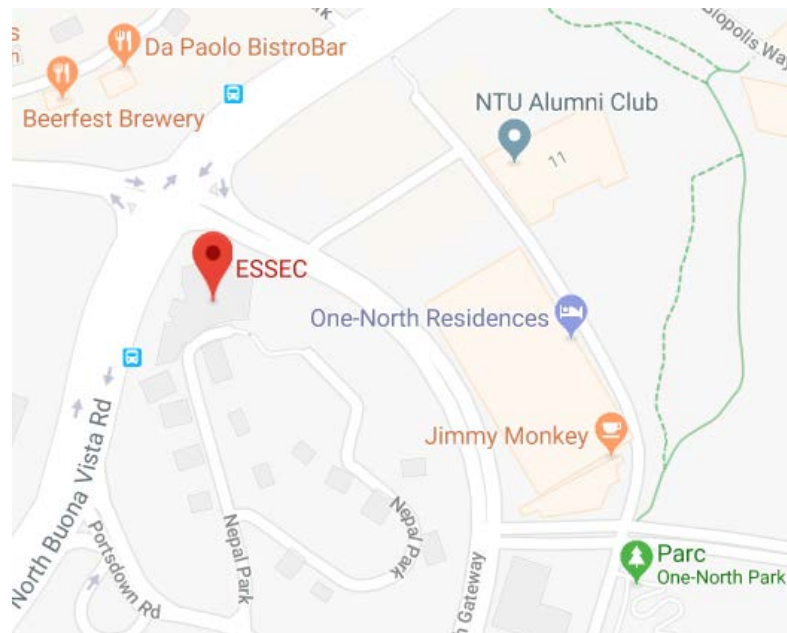 s
n
Da Paolo BistroBar
Beerfest Brewery
NTU Alumni Club
11
ESSEC
One-North Residences
Jimmy Monkey
North Buona Vista Rd
Portsdown Rd
Nepal Park
Nepal Park
Gateway
Parc
One-North Park